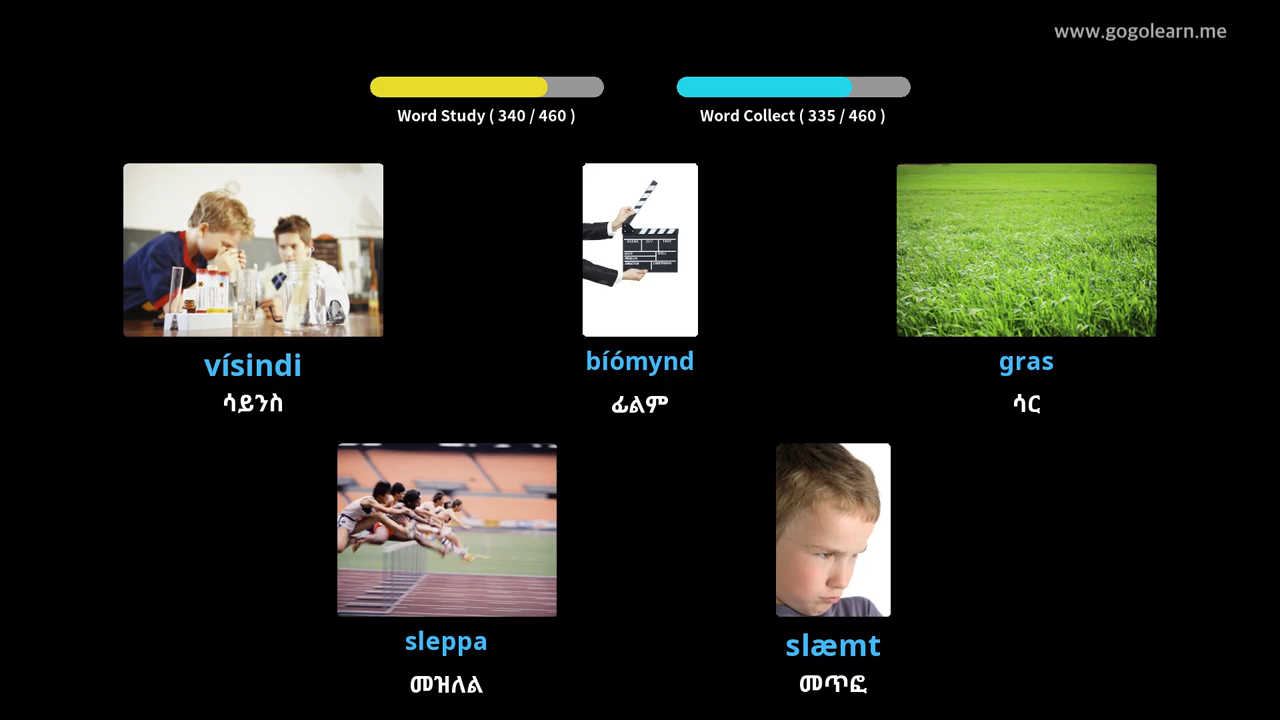 www.gogolearn.me
Word Study ( 340 / 460 )
Word Collect ( 335 / 460 )
vísindi
ሳይንስ
bíómynd
ፊልም
gras
ሳር
sleppa
መዝለል
slæmt
መጥፎ